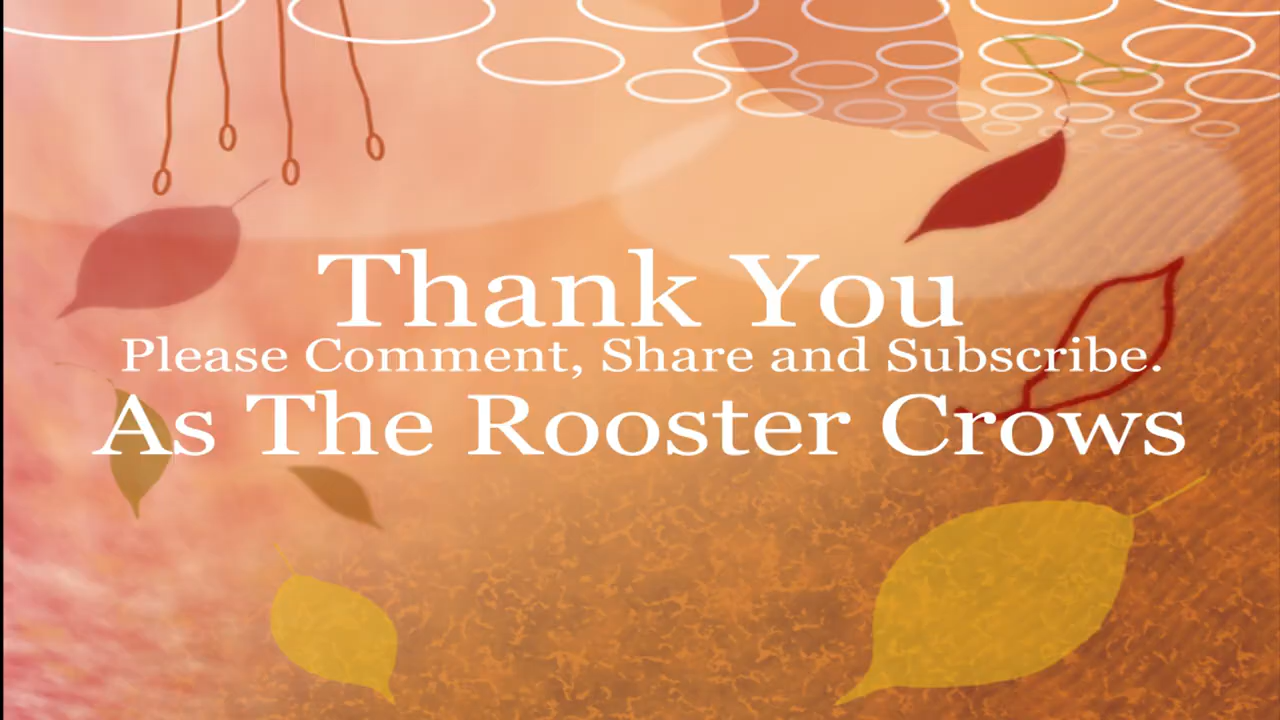 Thank You
Please Comment, Share and Subscribe.
As The Rooster Crows